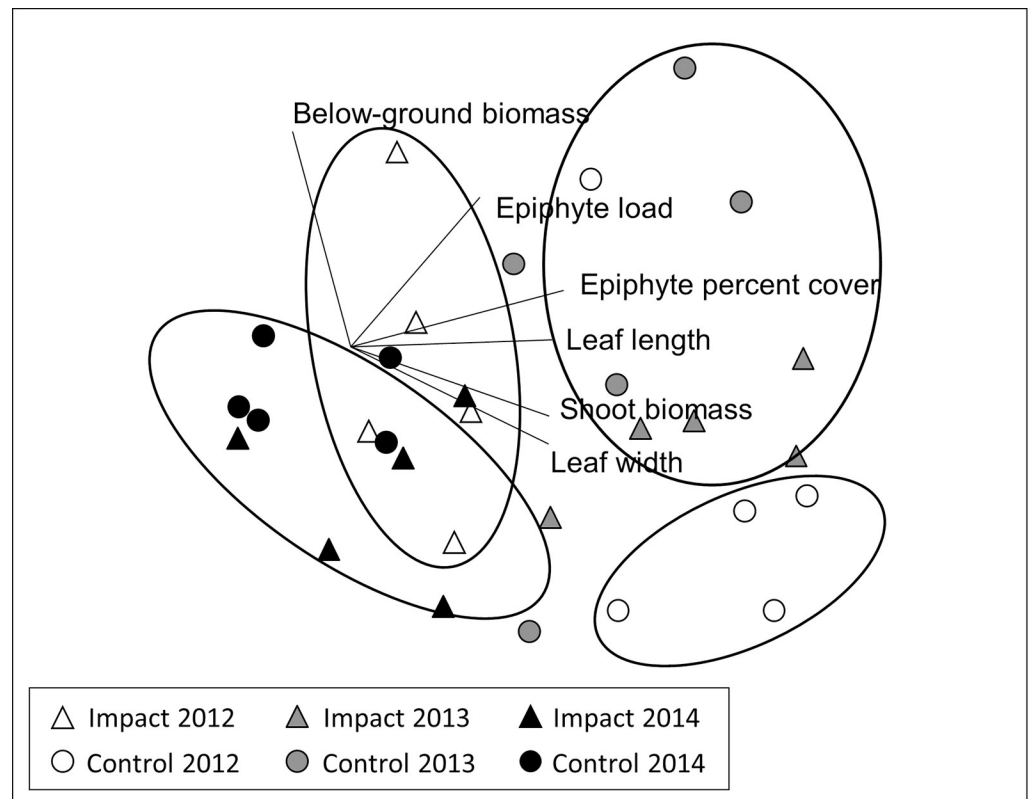 Below-ground biomass
Epiphyte load
Epiphyte percent cover
Leaf length
Shoot biomass
Leaf width
Impact 2012 Impact 2013 Impact 2014
Control 2012 Control 2013 Control 2014